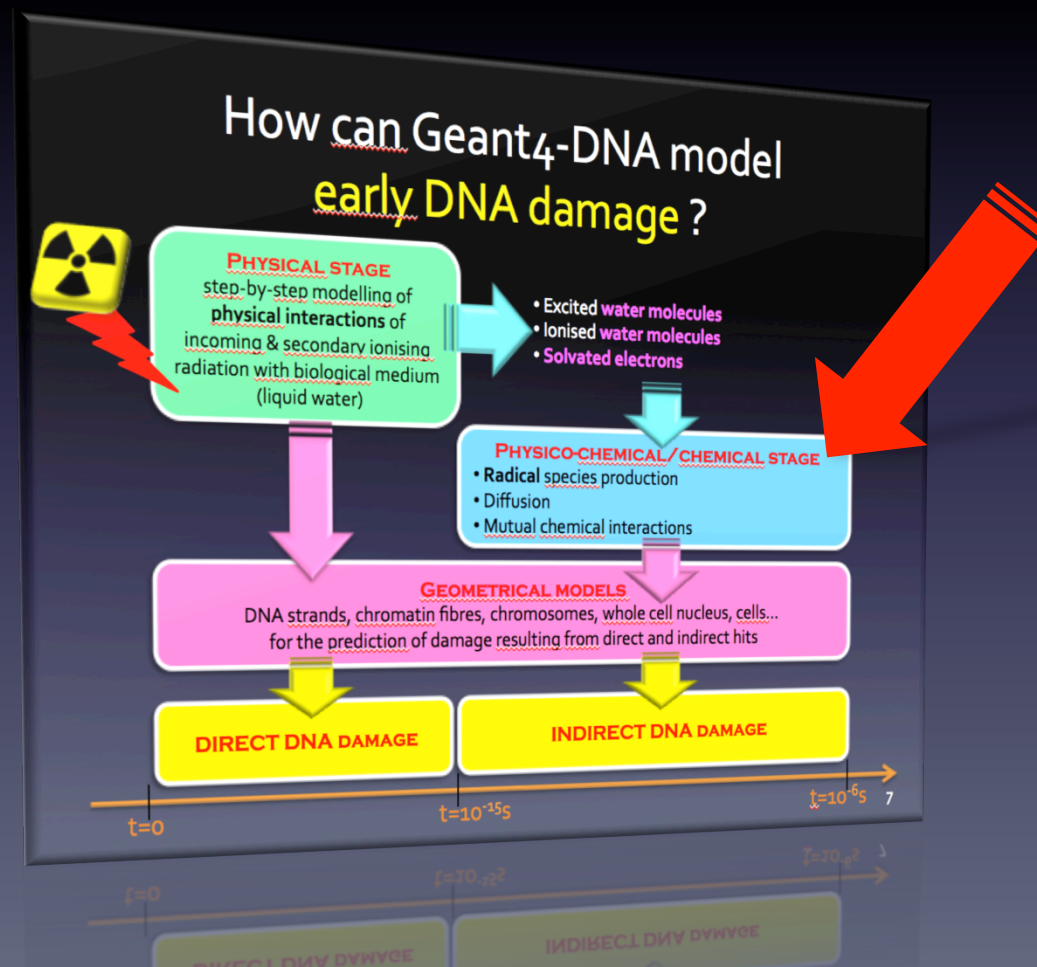 How can Geant4-DNA model
early DNA damage ?
PHYSICAL STAGE
step-by-step modelling of
physical interactions of
incoming & secondary ionising
radiation with biological medium
(liquid water)
• Excited water molecules
• Ionised water molecules
• Solvated electrons
PHYSICO-CHEMICAL/CHEMICAL STAGE
• Radical species production
• Diffusion
• Mutual chemical interactions
GEOMETRICAL MODELS
DNA strands, chromatin fibres, chromosomes, whole cell nucleus, cells...
for the prediction of damage resulting from direct and indirect hits
DIRECT DNA DAMAGE
INDIRECT DNA DAMAGE
t=0
t=10⁻¹⁵s
t=10⁻⁶s
7